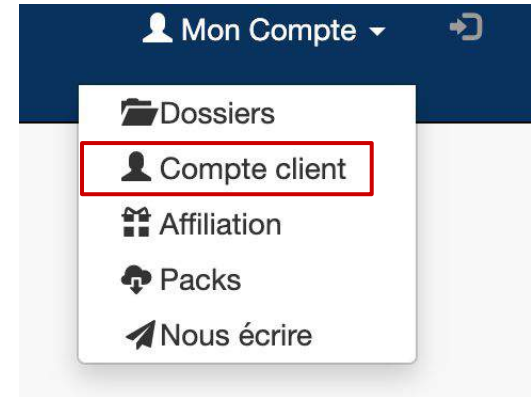 Mon Compte
Dossiers
Compte client
Affiliation
Packs
Nous écrire